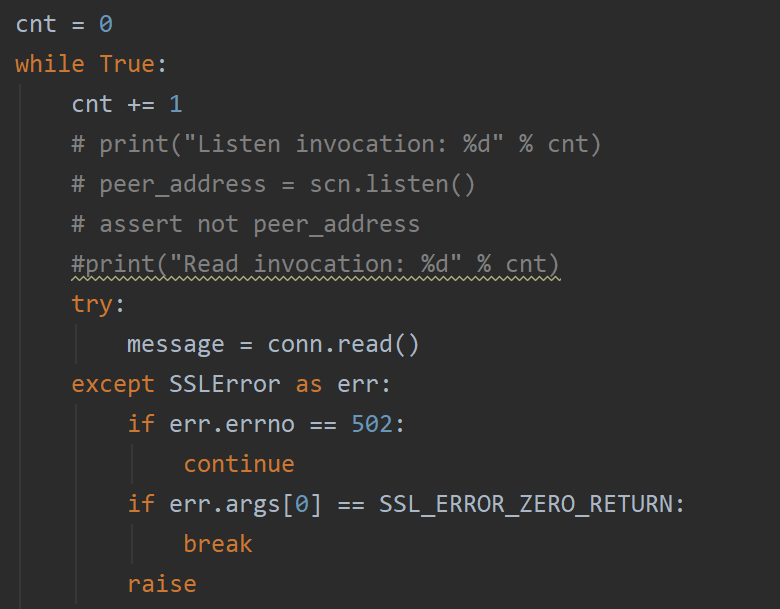 cnt = 0
while True:
    cnt += 1
    # print("Listen invocation: %d" % cnt)
    # peer_address = scn.listen()
    # assert not peer_address
    #print("Read invocation: %d" % cnt)
    try:
        message = conn.read()
    except SSLError as err:
        if err.errno == 502:
            continue
        if err.args[0] == SSL_ERROR_ZERO_RETURN:
            break
        raise